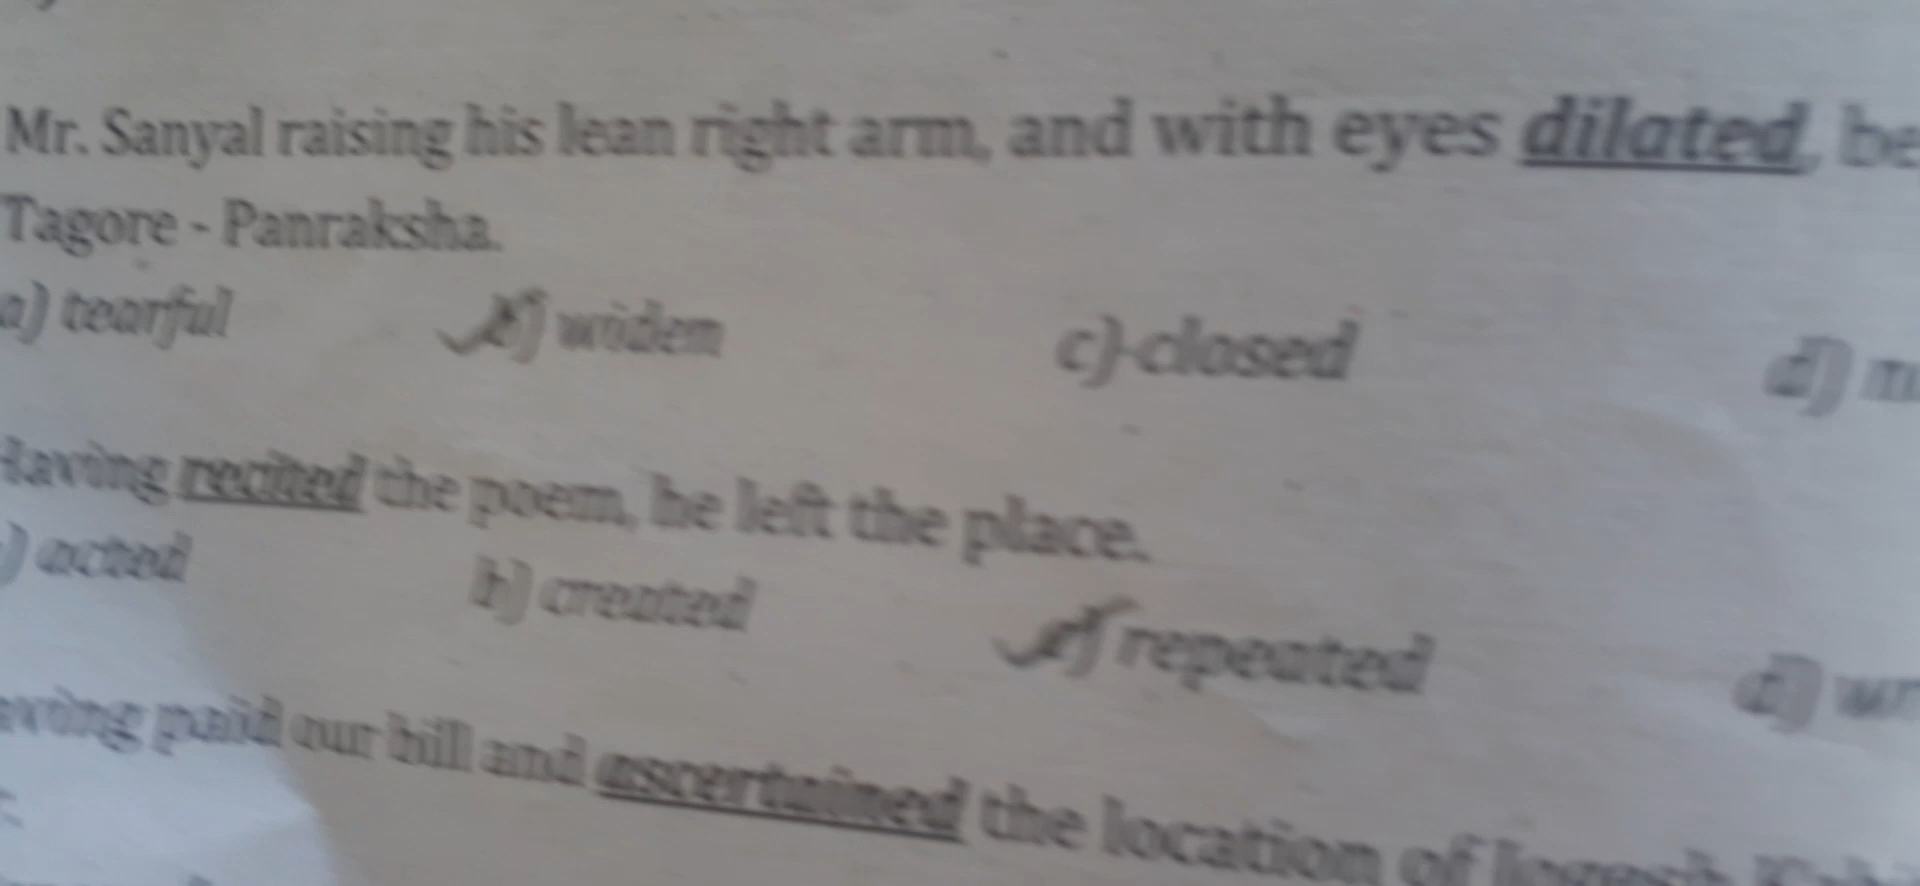 Mr. Sanyal raising his lean right arm, and with eyes dilated, be
Tagore - Panraksha.
a) tearful b) widen c) closed d)
Having recited the poem, he left the place.
) acted b) created c) repeated d)
aving paid our bill and ascertained the location of